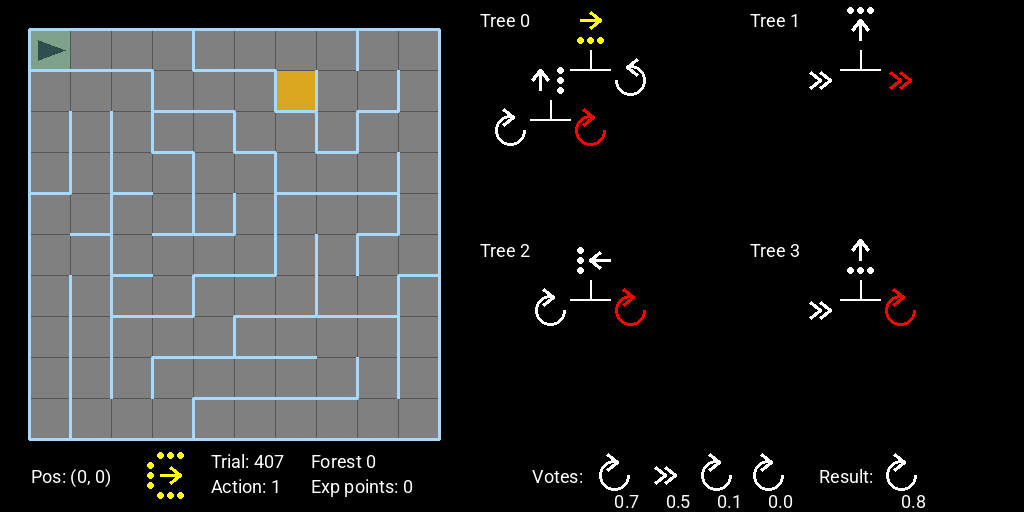 Tree 0
Tree 1
Tree 2
Tree 3
Pos: (0, 0)
Trial: 407
Forest 0
Action: 1
Exp points: 0
Votes:
0.7
0.5
0.1
0.0
Result:
0.8